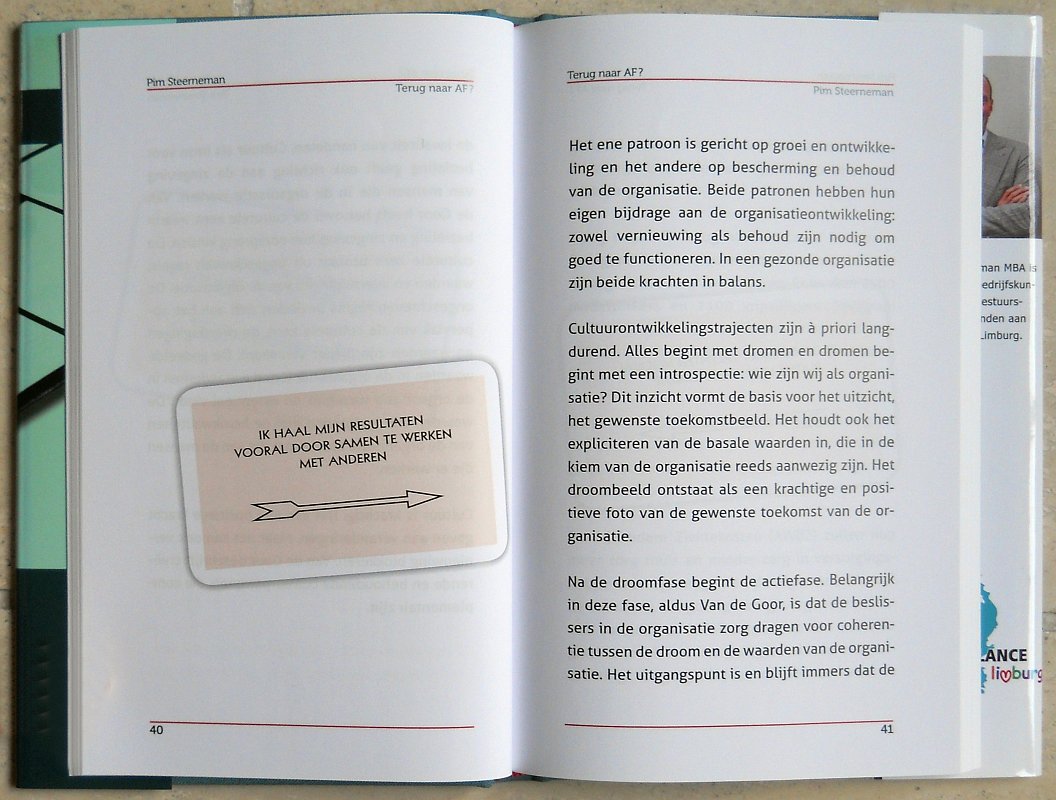 Pim Steerneman
Terug naar AF?
IK HAAL MIJN RESULTATEN
VOORAL DOOR SAMEN TE WERKEN
MET ANDEREN
40
Terug naar AF?
Pim Steerneman
Het ene patroon is gericht op groei en ontwikke-
ling en het andere op bescherming en behoud
van de organisatie. Beide patronen hebben hun
eigen bijdrage aan de organisatieontwikkeling:
zowel vernieuwing als behoud zijn nodig om
goed te functioneren. In een gezonde organisatie
zijn beide krachten in balans.
Cultuurontwikkelingstrajecten zijn à priori lang-
durend. Alles begint met dromen en dromen be-
gint met een introspectie: wie zijn wij als organi-
satie? Dit inzicht vormt de basis voor het uitzicht,
het gewenste toekomstbeeld. Het houdt ook het
expliciteren van de basale waarden in, die in de
kiem van de organisatie reeds aanwezig zijn. Het
droombeeld ontstaat als een krachtige en posi-
tieve foto van de gewenste toekomst van de or-
ganisatie.
Na de droomfase begint de actiefase. Belangrijk
in deze fase, aldus Van de Goor, is dat de beslis-
sers in de organisatie zorg dragen voor coheren-
tie tussen de droom en de waarden van de organi-
satie. Het uitgangspunt is en blijft immers dat de
41
man MBA is
edrijfskun-
estuurs-
nden aan
Limburg.
LANCE
limburg